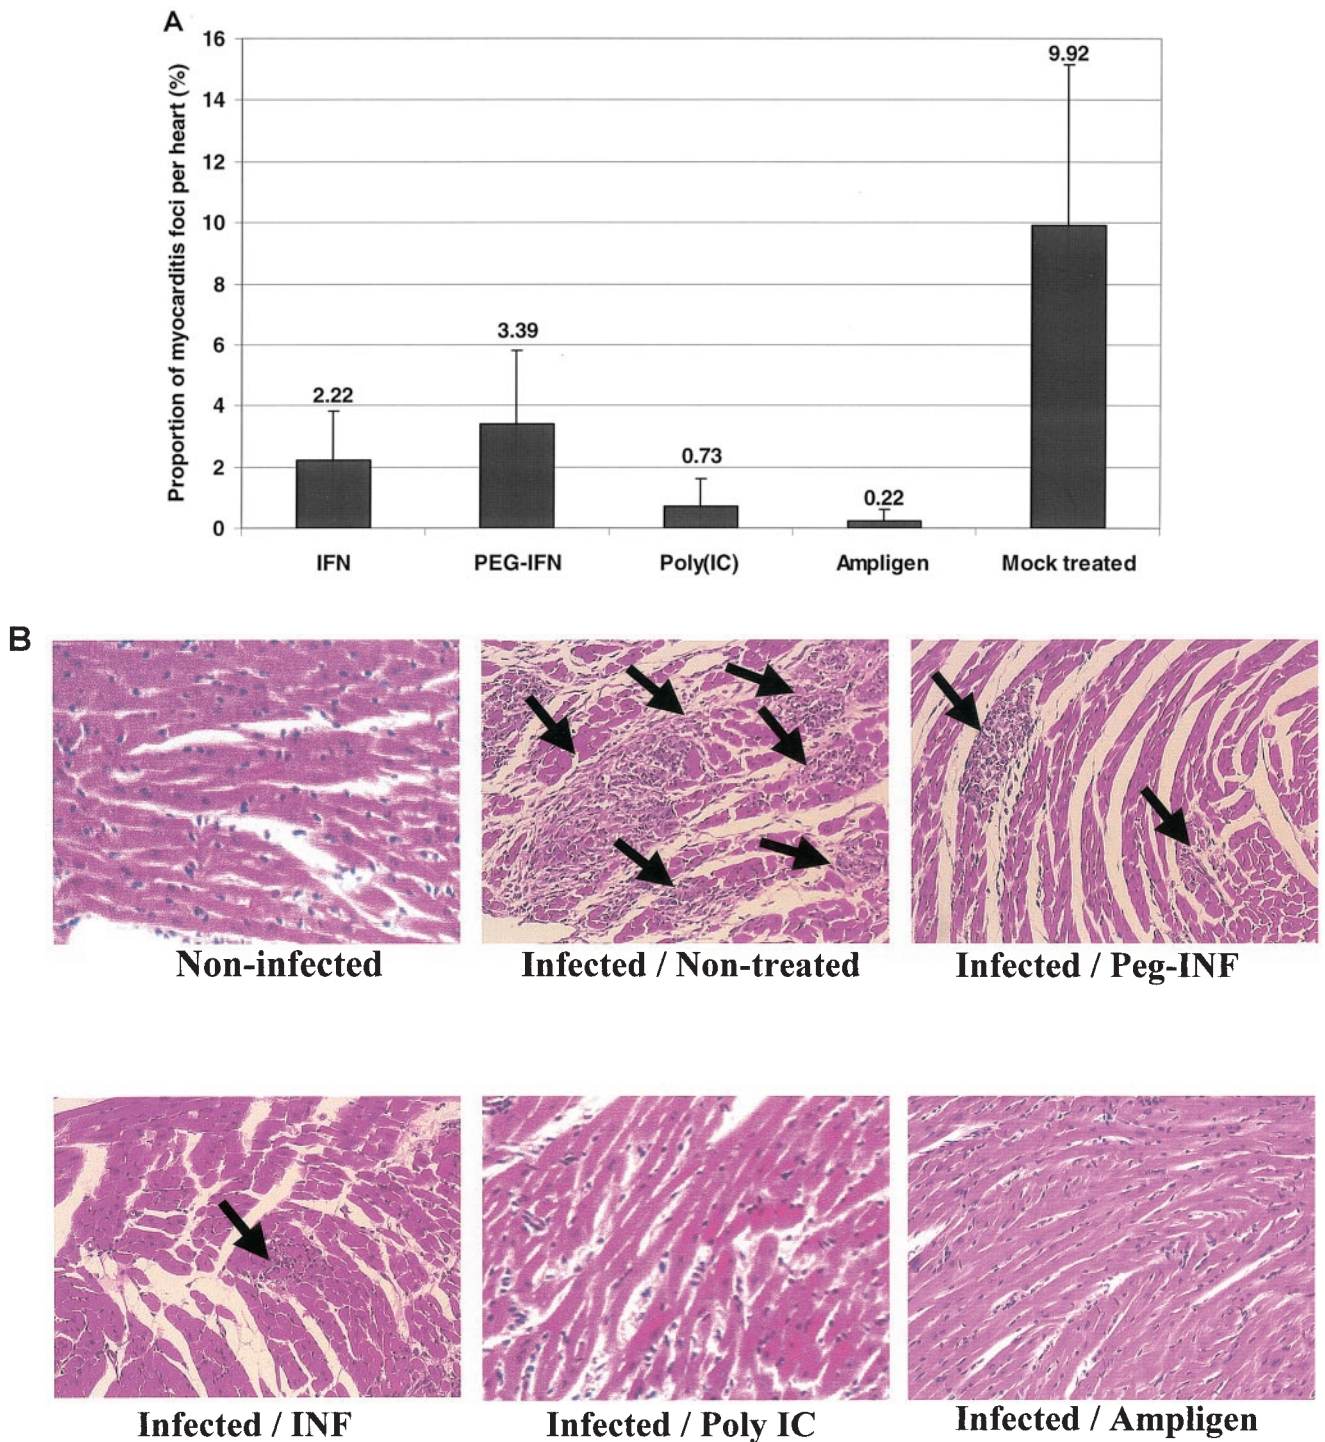 A
Proportion of myocarditis foci per heart (%)
16
14
12
10
8
6
4
2
0
2.22
3.39
0.73
0.22
9.92
IFN PEG-IFN Poly(IC) Ampligen Mock treated
B
Non-infected Infected / Non-treated Infected / Peg-INF
Infected / INF Infected / Poly IC Infected / Ampligen